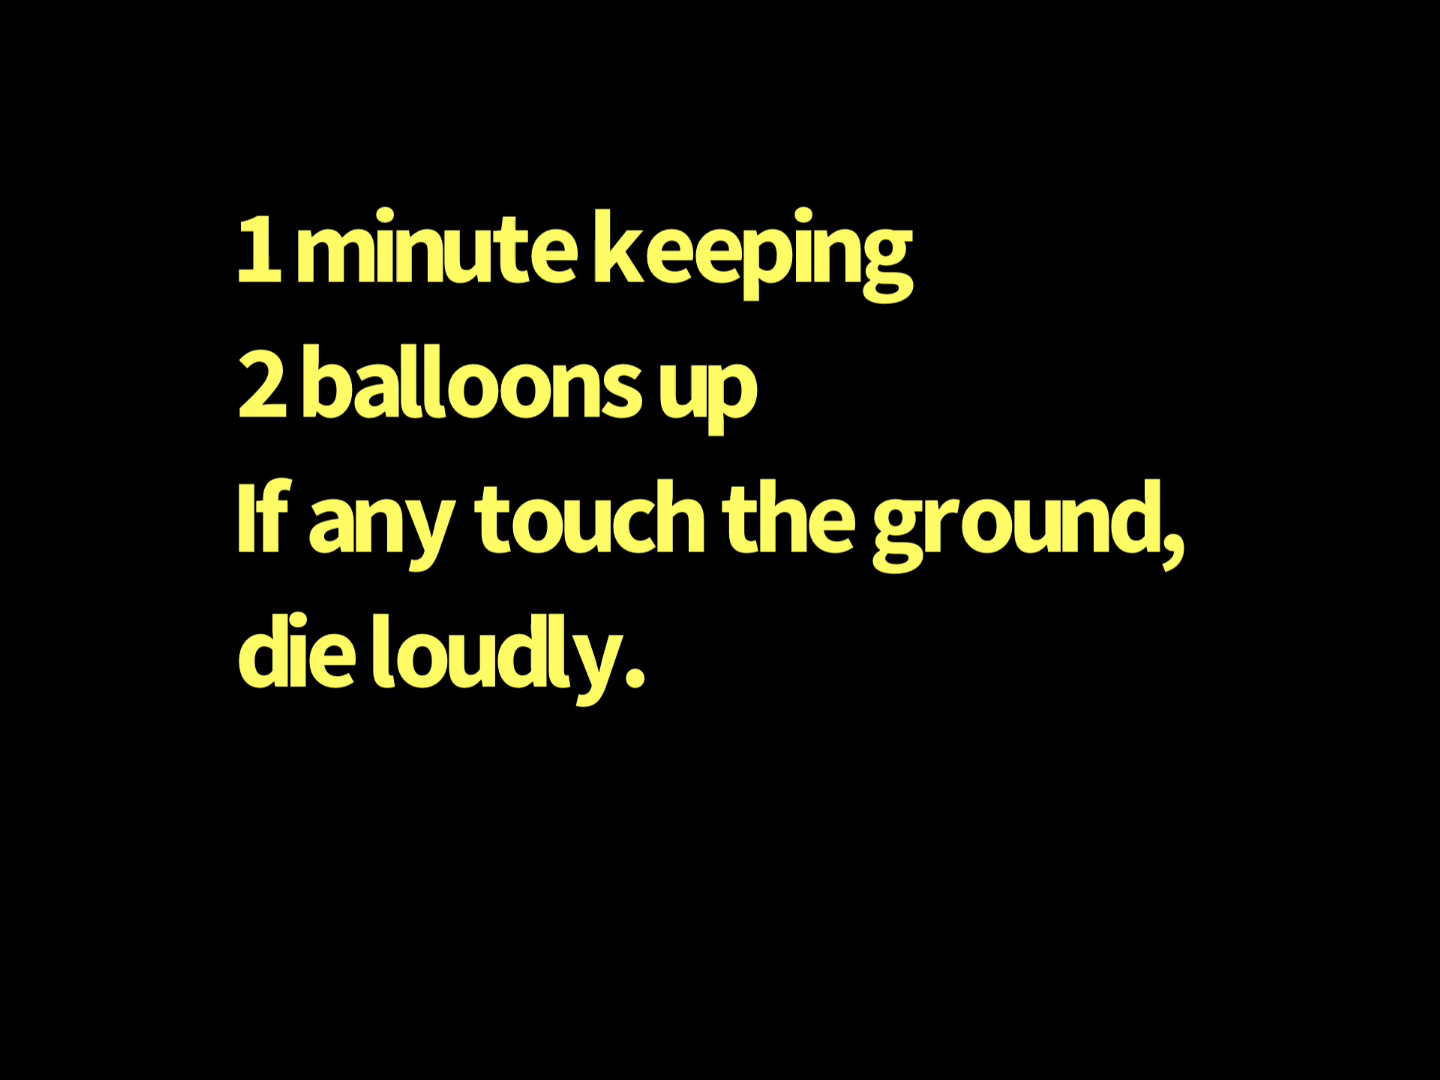 1 minute keeping
2 balloons up
If any touch the ground,
die loudly.